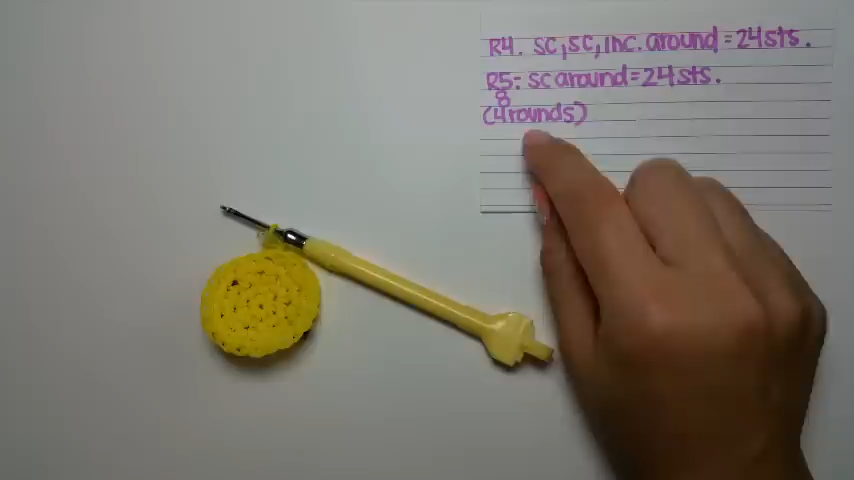 R4. sc, sc, inc. around = 24 sts.
R5- sc around = 24 sts.
8
(4 rounds)